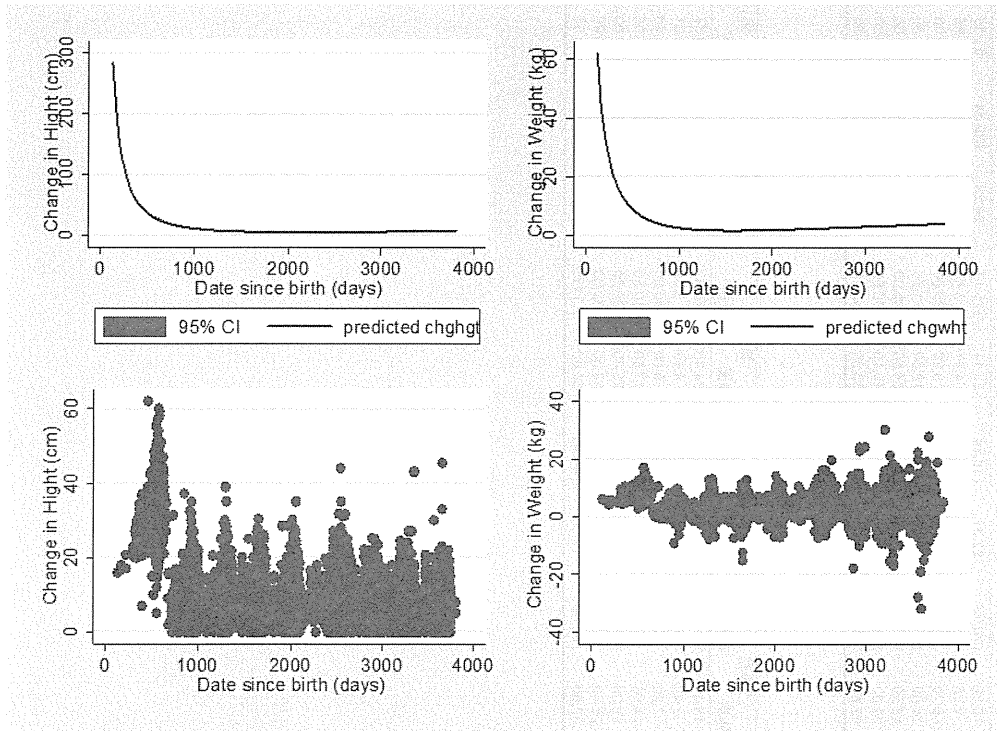 Change in Hight (cm)
300
200
100
0
0 1000 2000 3000 4000
Date since birth (days)
95% CI predicted chghgt
Change in Weight (kg)
60
40
20
0
0 1000 2000 3000 4000
Date since birth (days)
95% CI predicted chgwht
Change in Hight (cm)
60
40
20
0
0 1000 2000 3000 4000
Date since birth (days)
Change in Weight (kg)
40
20
0
-20
-40
0 1000 2000 3000 4000
Date since birth (days)